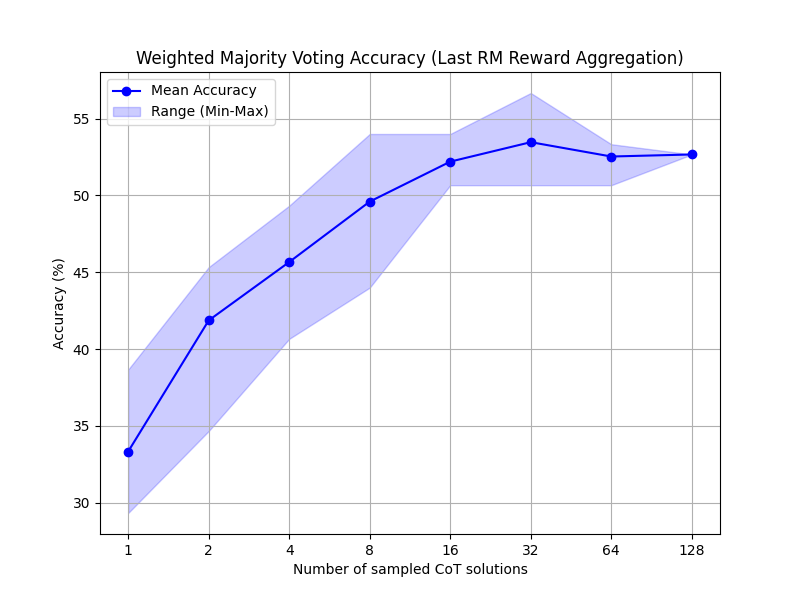 Weighted Majority Voting Accuracy (Last RM Reward Aggregation)
Mean Accuracy
Range (Min-Max)
55
50
45
40
35
30
Accuracy (%)
1 2 4 8 16 32 64 128
Number of sampled CoT solutions